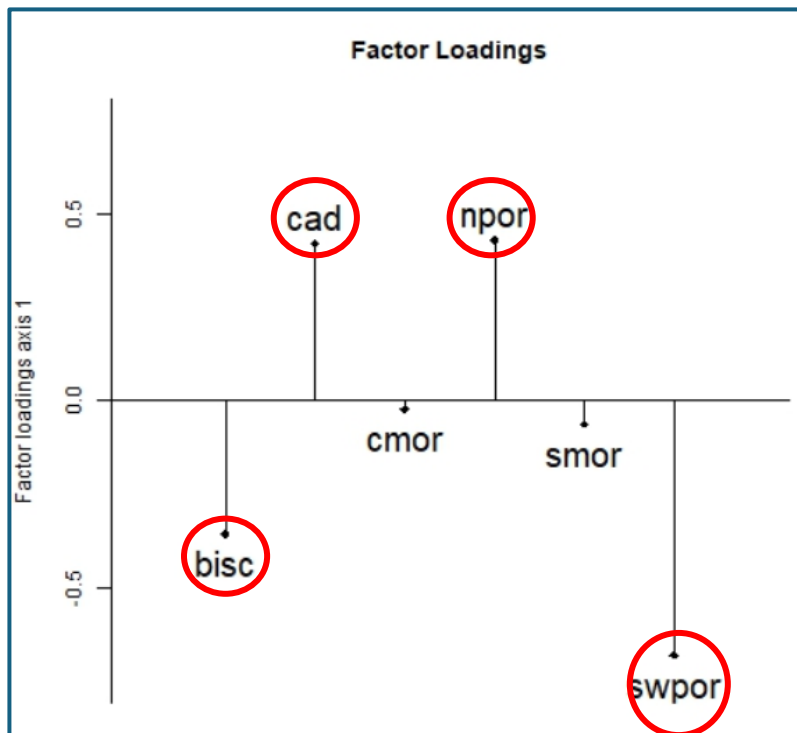 Factor Loadings
Factor loadings axis 1
0.5
0.0
-0.5
cad
npor
cmor
smor
bisc
swpor